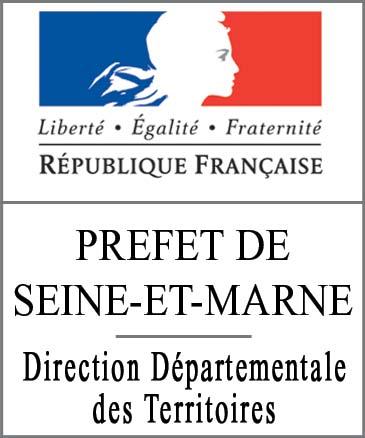 Liberté • Égalité • Fraternité
RÉPUBLIQUE FRANÇAISE
PREFET DE
SEINE-ET-MARNE
Direction Départementale
des Territoires